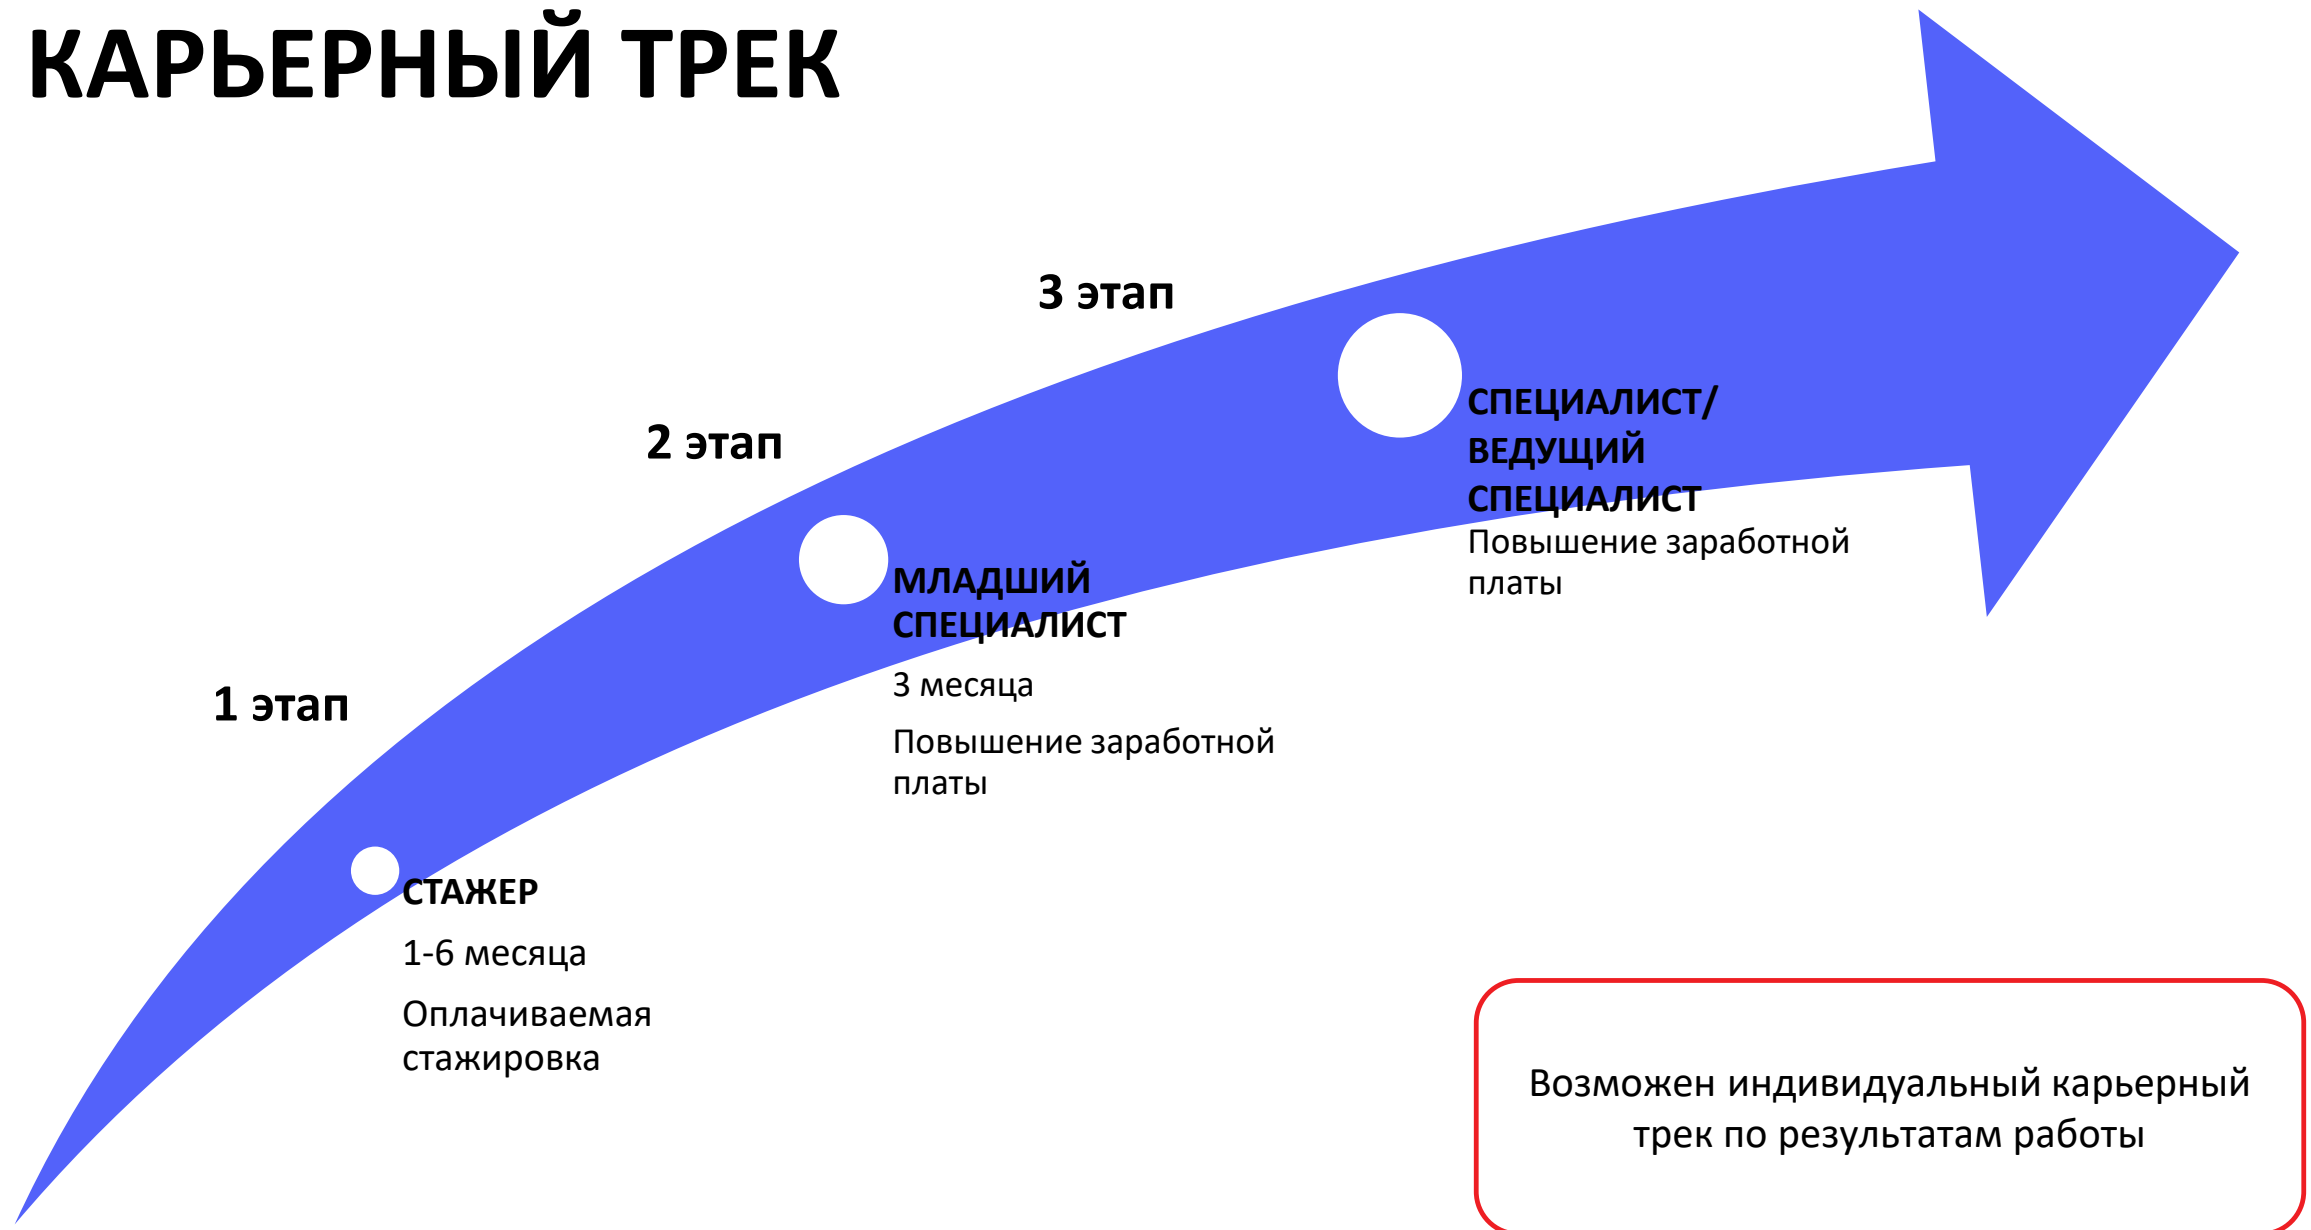 КАРЬЕРНЫЙ ТРЕК
1 этап
СТАЖЕР
1-6 месяца
Оплачиваемая
стажировка
2 этап
МЛАДШИЙ
СПЕЦИАЛИСТ
3 месяца
Повышение заработной
платы
3 этап
СПЕЦИАЛИСТ/
ВЕДУЩИЙ
СПЕЦИАЛИСТ
Повышение заработной
платы
Возможен индивидуальный карьерный
трек по результатам работы